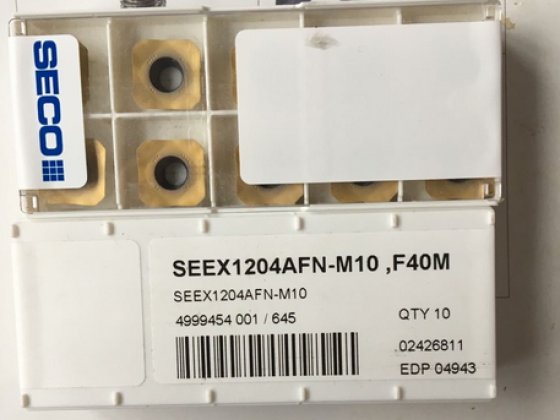 SECO
SEEX1204AFN-M10 ,F40M
SEEX1204AFN-M10
4999454 001 / 645
QTY 10
02426811
EDP 04943